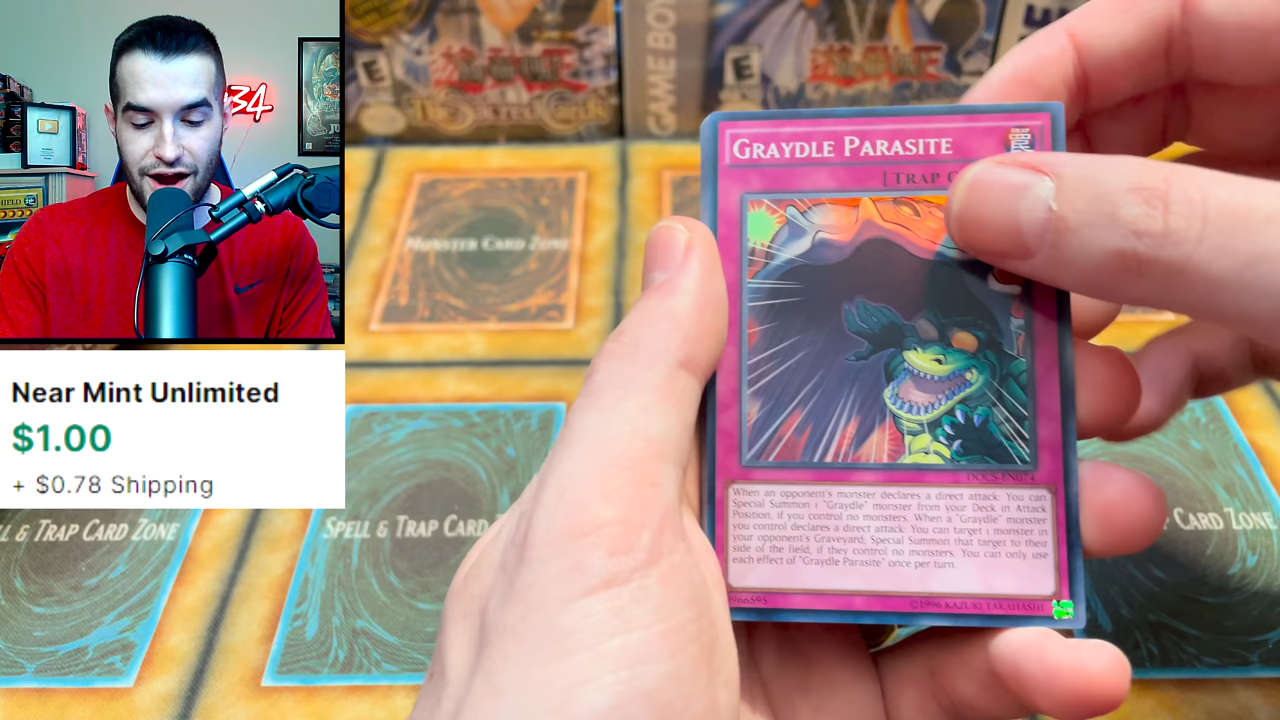 34
E
GAME BOY
E
SHIELD
MONSTER CARD ZONE
GRAYDLE PARASITE
TRAP
[TRAP
DOCS-EN074
When an opponent's monster declares a direct attack: You can
Special Summon 1 "Graydle" monster from your Deck in Attack
Position, if you control no monsters. When a "Graydle" monster
you control declares a direct attack: You can target 1 monster in
your opponent's Graveyard; Special Summon that target to their
side of the field, if they control no monsters. You can only use
each effect of "Graydle Parasite" once per turn.
©1996 KAZUKI TAKAHASHI
Near Mint Unlimited
$1.00
+ $0.78 Shipping
& TRAP CARD ZONE
SPELL & TRAP CARD
CARD ZONE